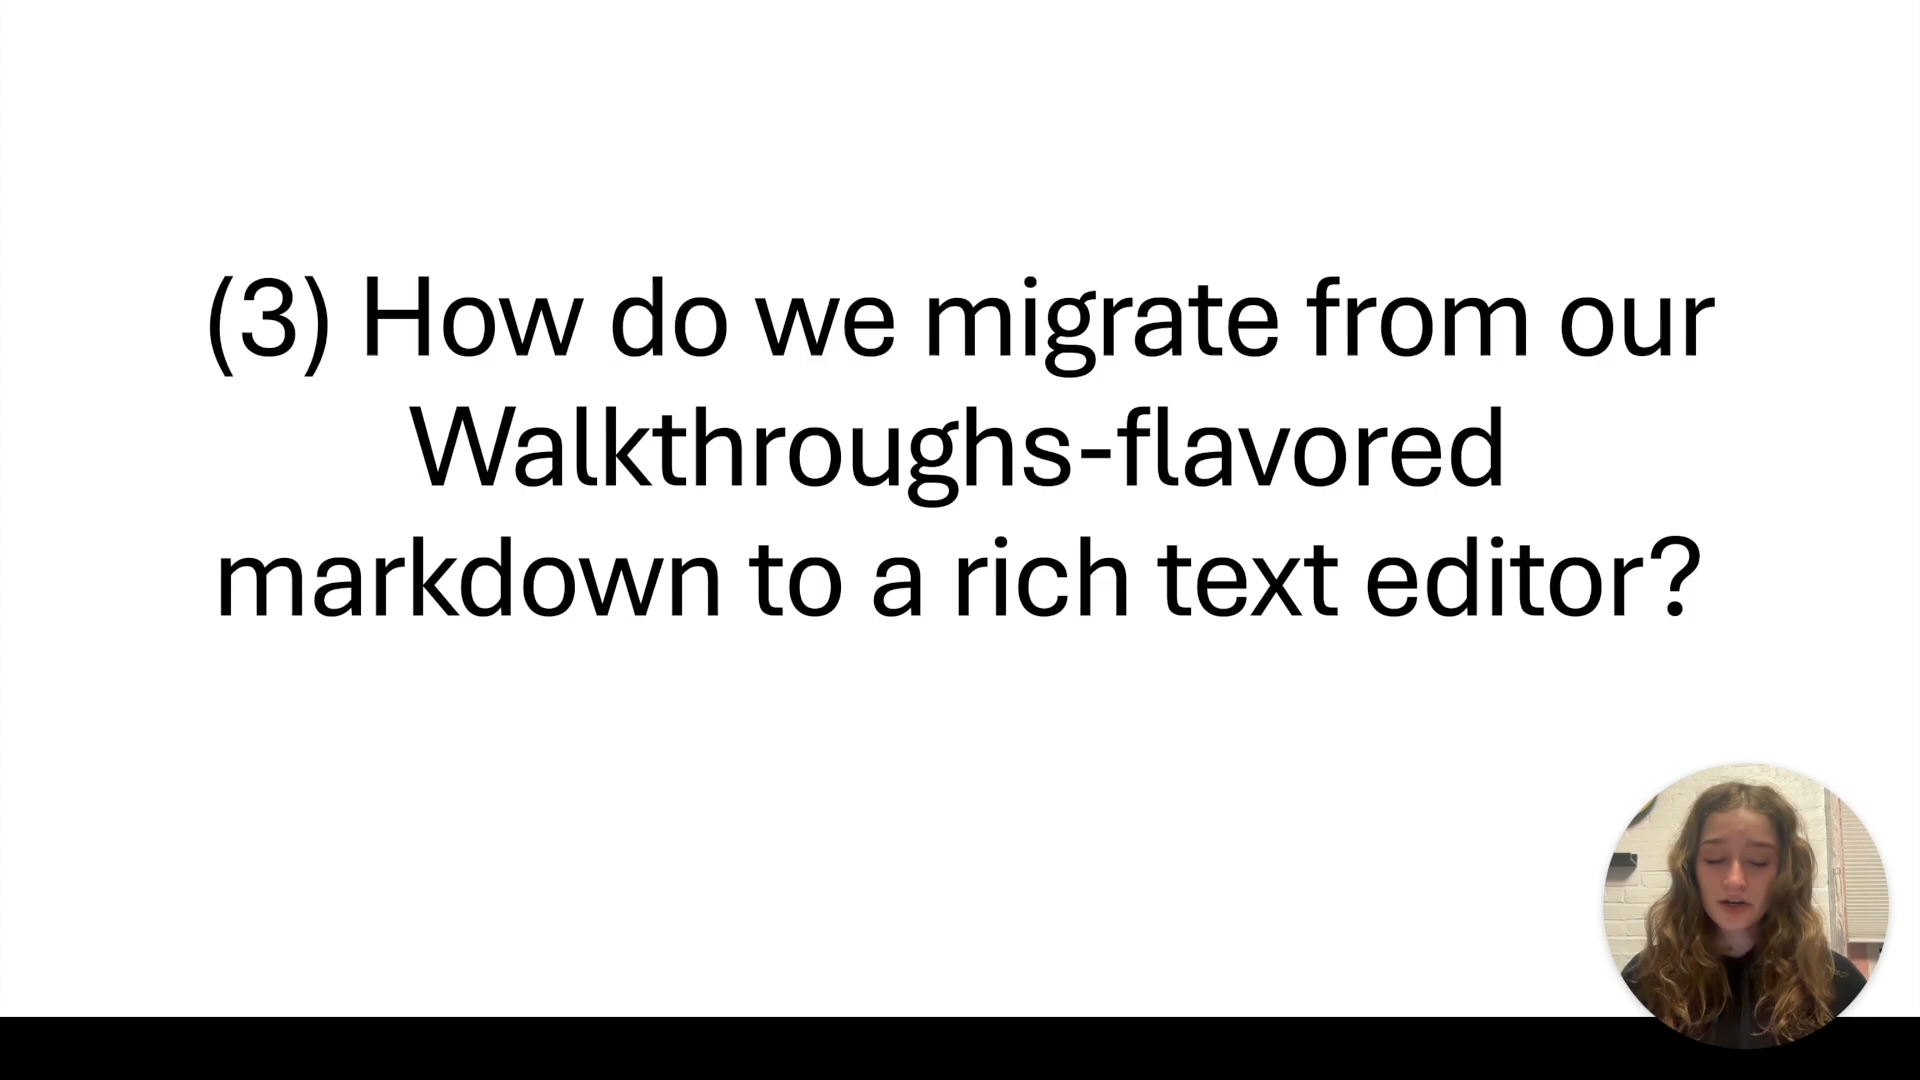 (3) How do we migrate from our
Walkthroughs-flavored
markdown to a rich text editor?